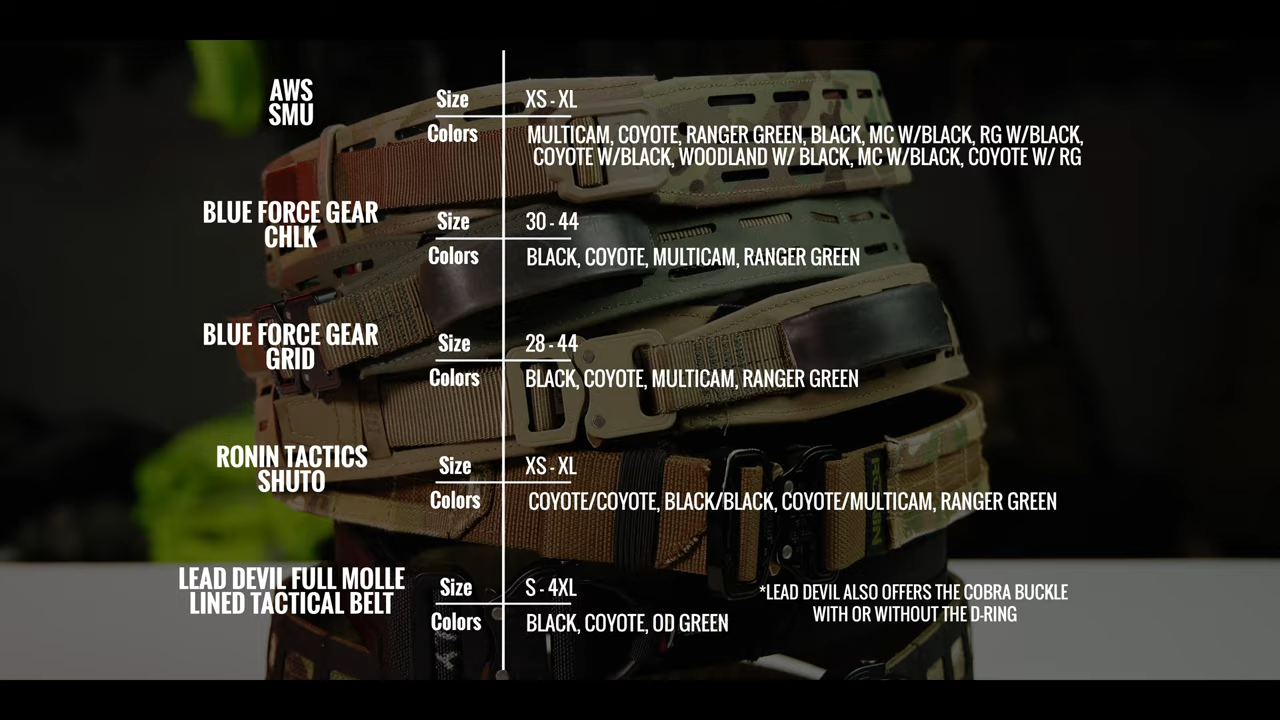 AWS
SMU
Size XS - XL
Colors MULTICAM, COYOTE, RANGER GREEN, BLACK, MC W/BLACK, RG W/BLACK,
COYOTE W/BLACK, WOODLAND W/ BLACK, MC W/BLACK, COYOTE W/ RG
BLUE FORCE GEAR
CHLK
Size 30 - 44
Colors BLACK, COYOTE, MULTICAM, RANGER GREEN
BLUE FORCE GEAR
GRID
Size 28 - 44
Colors BLACK, COYOTE, MULTICAM, RANGER GREEN
RONIN TACTICS
SHUTO
Size XS - XL
Colors COYOTE/COYOTE, BLACK/BLACK, COYOTE/MULTICAM, RANGER GREEN
RONIN
LEAD DEVIL FULL MOLLE
LINED TACTICAL BELT
Size S - 4XL
Colors BLACK, COYOTE, OD GREEN
*LEAD DEVIL ALSO OFFERS THE COBRA BUCKLE
WITH OR WITHOUT THE D-RING